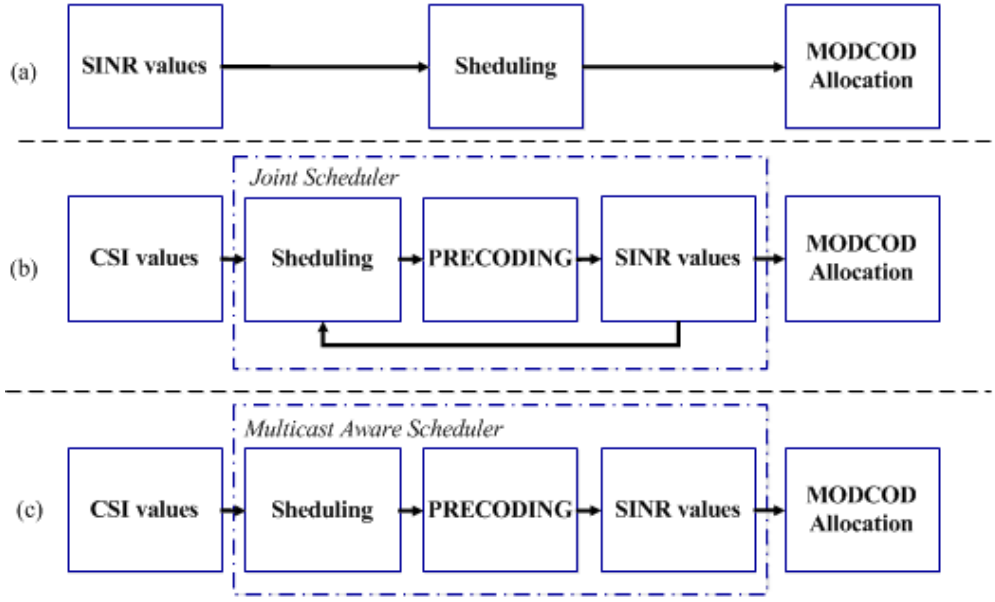 (a)
SINR values
Sheduling
MODCOD
Allocation
Joint Scheduler
(b)
CSI values
Sheduling
PRECODING
SINR values
MODCOD
Allocation
Multicast Aware Scheduler
(c)
CSI values
Sheduling
PRECODING
SINR values
MODCOD
Allocation